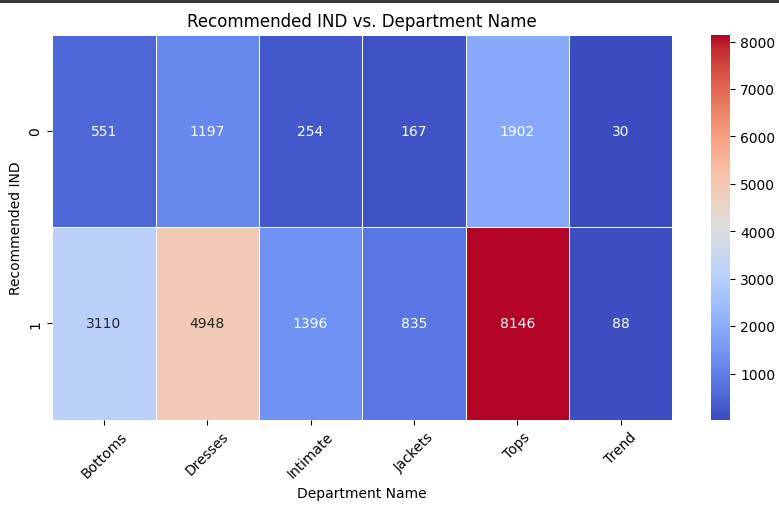 Recommended IND vs. Department Name
Recommended IND
0
551 1197 254 167 1902 30
1
3110 4948 1396 835 8146 88
Bottoms Dresses Intimate Jackets Tops Trend
Department Name
8000
7000
6000
5000
4000
3000
2000
1000